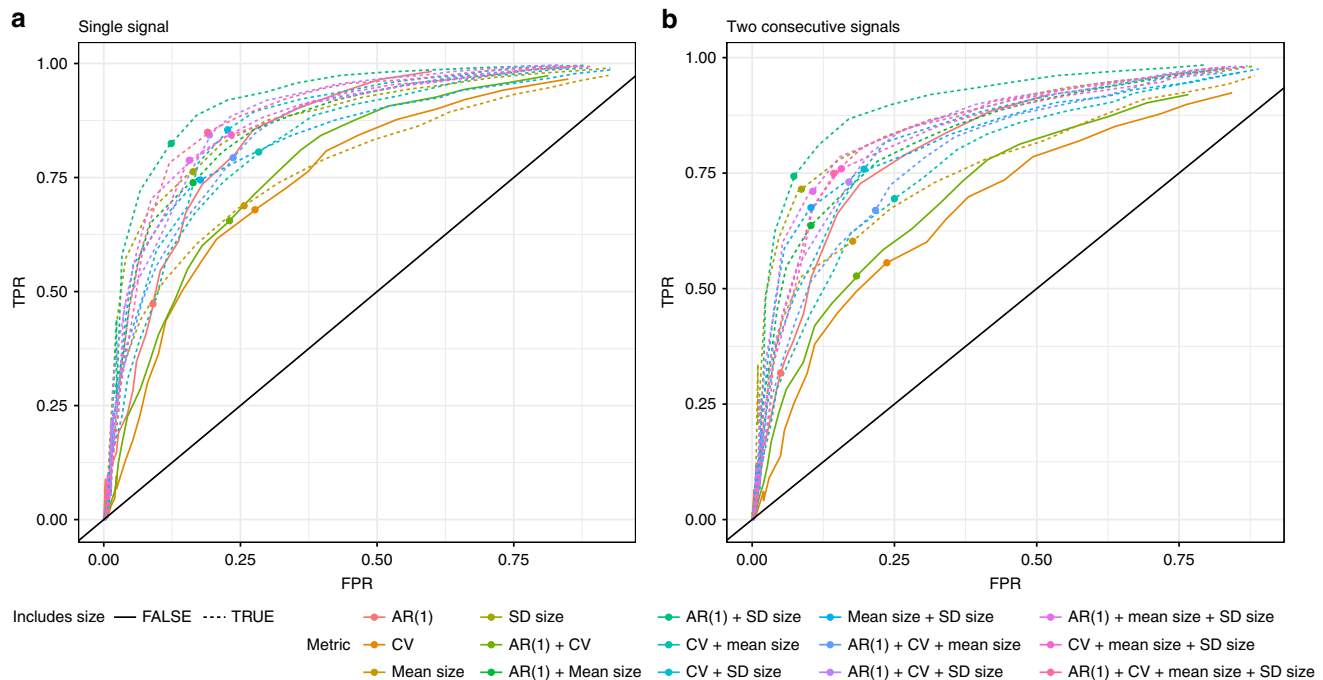 a
Single signal
1.00
0.75
0.50
0.25
0.00
TPR
0.00
0.25
0.50
0.75
FPR
b
Two consecutive signals
1.00
0.75
0.50
0.25
0.00
TPR
0.00
0.25
0.50
0.75
FPR
Includes size FALSE TRUE
Metric
AR(1)
CV
Mean size
SD size
AR(1) + CV
AR(1) + Mean size
AR(1) + SD size
CV + mean size
CV + SD size
Mean size + SD size
AR(1) + CV + mean size
AR(1) + CV + SD size
AR(1) + mean size + SD size
CV + mean size + SD size
AR(1) + CV + mean size + SD size